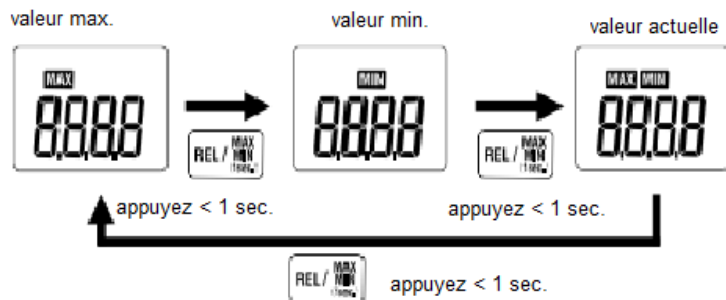 valeur max.
valeur min.
valeur actuelle
MAX
8.8.8.8
MIN
8.8.8.8
MAX MIN
8.8.8.8
REL/ MAX MIN
REL/ MAX MIN
appuyez < 1 sec.
appuyez < 1 sec.
REL/ MAX MIN
appuyez < 1 sec.